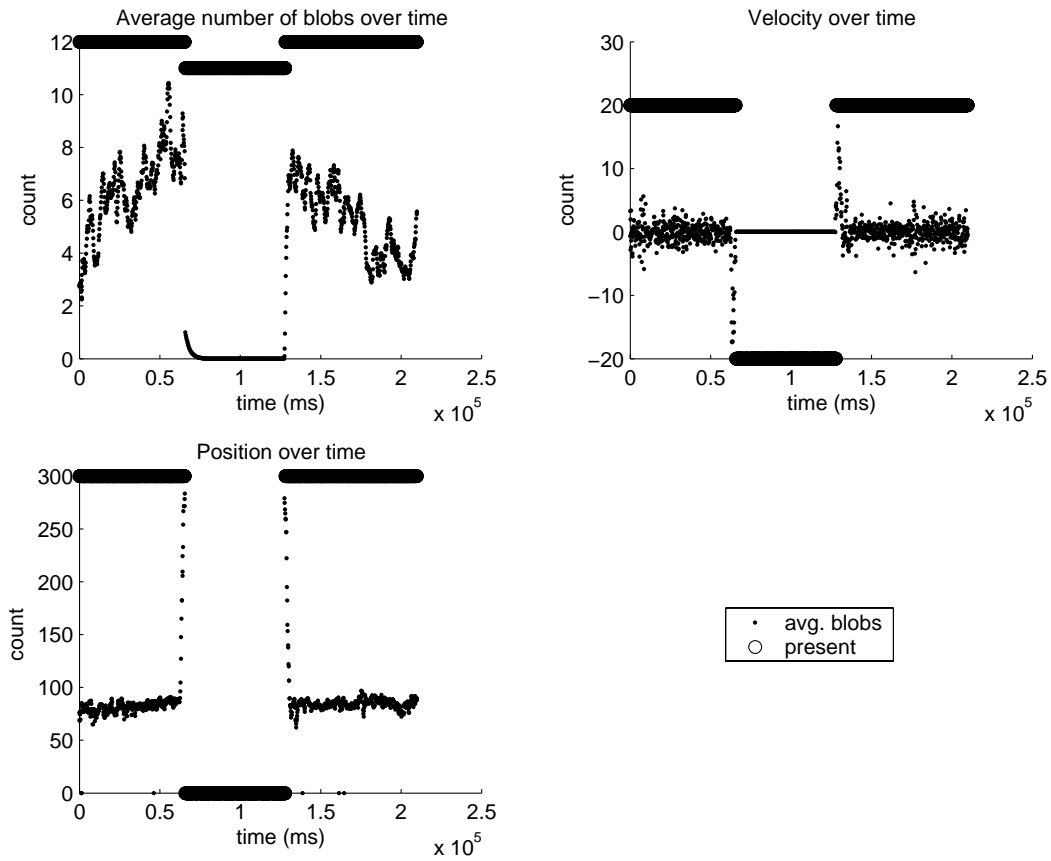 Average number of blobs over time
12
10
8
6
4
2
0
count
0 0.5 1 1.5 2 2.5
time (ms)
x 10^5
Velocity over time
30
20
10
0
−10
−20
count
0 0.5 1 1.5 2 2.5
time (ms)
x 10^5
Position over time
300
250
200
150
100
50
0
count
0 0.5 1 1.5 2 2.5
time (ms)
x 10^5
avg. blobs
present